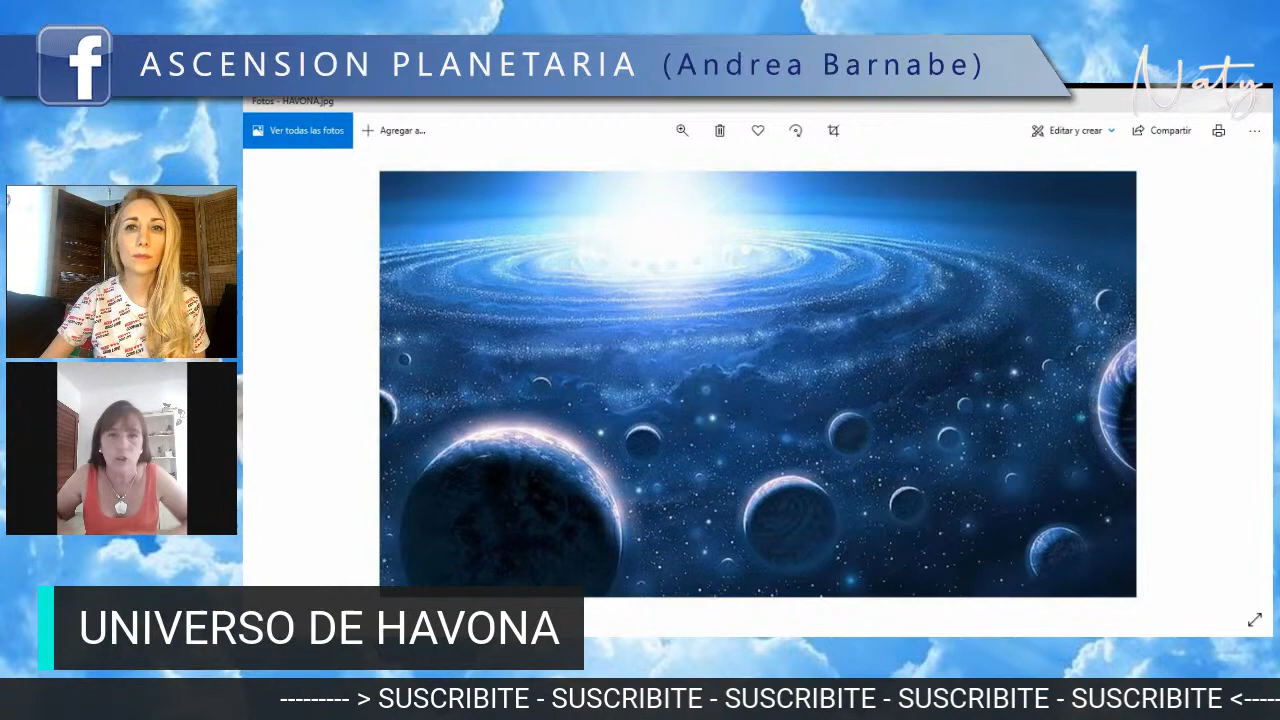 f ASCENSION PLANETARIA (Andrea Barnabe)
Naty
Fotos - HAVONA.jpg
Ver todas las fotos
Agregar a...
Editar y crear
Compartir
UNIVERSO DE HAVONA
--------- > SUSCRIBITE - SUSCRIBITE - SUSCRIBITE - SUSCRIBITE - SUSCRIBITE <----